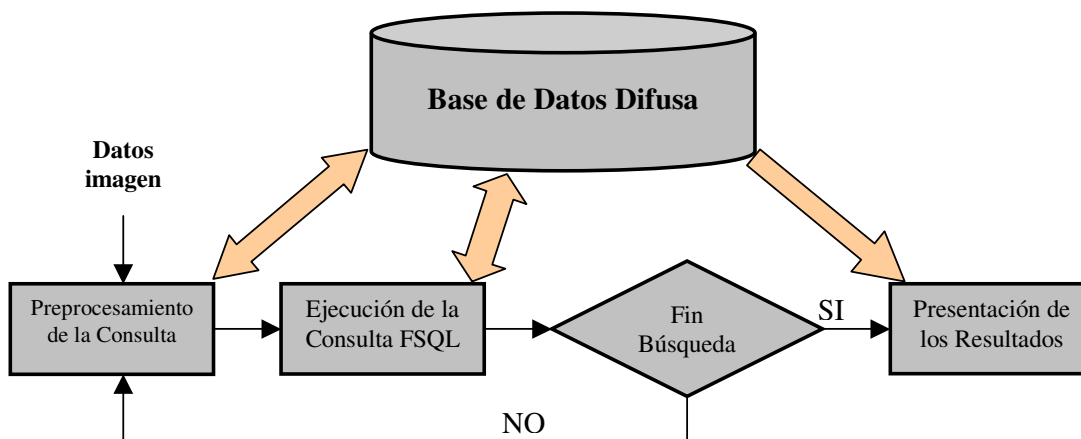 Base de Datos Difusa
Datos
imagen
Preprocesamiento
de la Consulta
Ejecución de la
Consulta FSQL
Fin
Búsqueda
SI
Presentación de
los Resultados
NO